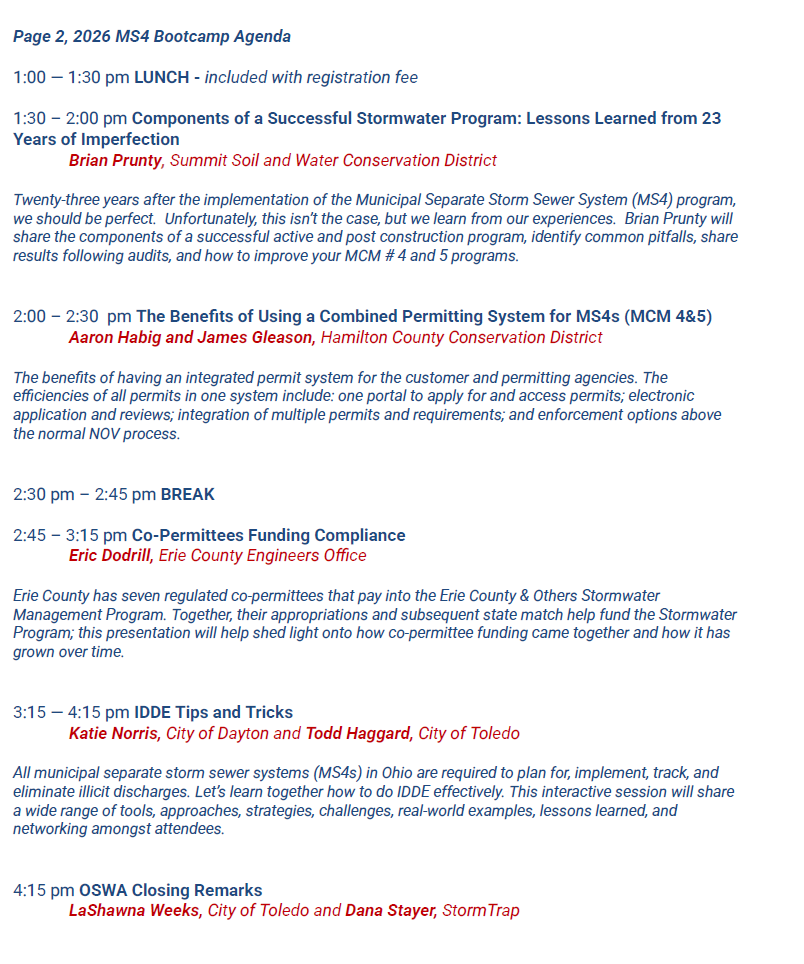 Page 2, 2026 MS4 Bootcamp Agenda
1:00 — 1:30 pm LUNCH - included with registration fee
1:30 – 2:00 pm Components of a Successful Stormwater Program: Lessons Learned from 23
Years of Imperfection
Brian Prunty, Summit Soil and Water Conservation District
Twenty-three years after the implementation of the Municipal Separate Storm Sewer System (MS4) program,
we should be perfect.  Unfortunately, this isn't the case, but we learn from our experiences.  Brian Prunty will
share the components of a successful active and post construction program, identify common pitfalls, share
results following audits, and how to improve your MCM # 4 and 5 programs.
2:00 – 2:30  pm The Benefits of Using a Combined Permitting System for MS4s (MCM 4&5)
Aaron Habig and James Gleason, Hamilton County Conservation District
The benefits of having an integrated permit system for the customer and permitting agencies. The
efficiencies of all permits in one system include: one portal to apply for and access permits; electronic
application and reviews; integration of multiple permits and requirements; and enforcement options above
the normal NOV process.
2:30 pm – 2:45 pm BREAK
2:45 – 3:15 pm Co-Permittees Funding Compliance
Eric Dodrill, Erie County Engineers Office
Erie County has seven regulated co-permittees that pay into the Erie County & Others Stormwater
Management Program. Together, their appropriations and subsequent state match help fund the Stormwater
Program; this presentation will help shed light onto how co-permittee funding came together and how it has
grown over time.
3:15 — 4:15 pm IDDE Tips and Tricks
Katie Norris, City of Dayton and Todd Haggard, City of Toledo
All municipal separate storm sewer systems (MS4s) in Ohio are required to plan for, implement, track, and
eliminate illicit discharges. Let's learn together how to do IDDE effectively. This interactive session will share
a wide range of tools, approaches, strategies, challenges, real-world examples, lessons learned, and
networking amongst attendees.
4:15 pm OSWA Closing Remarks
LaShawna Weeks, City of Toledo and Dana Stayer, StormTrap